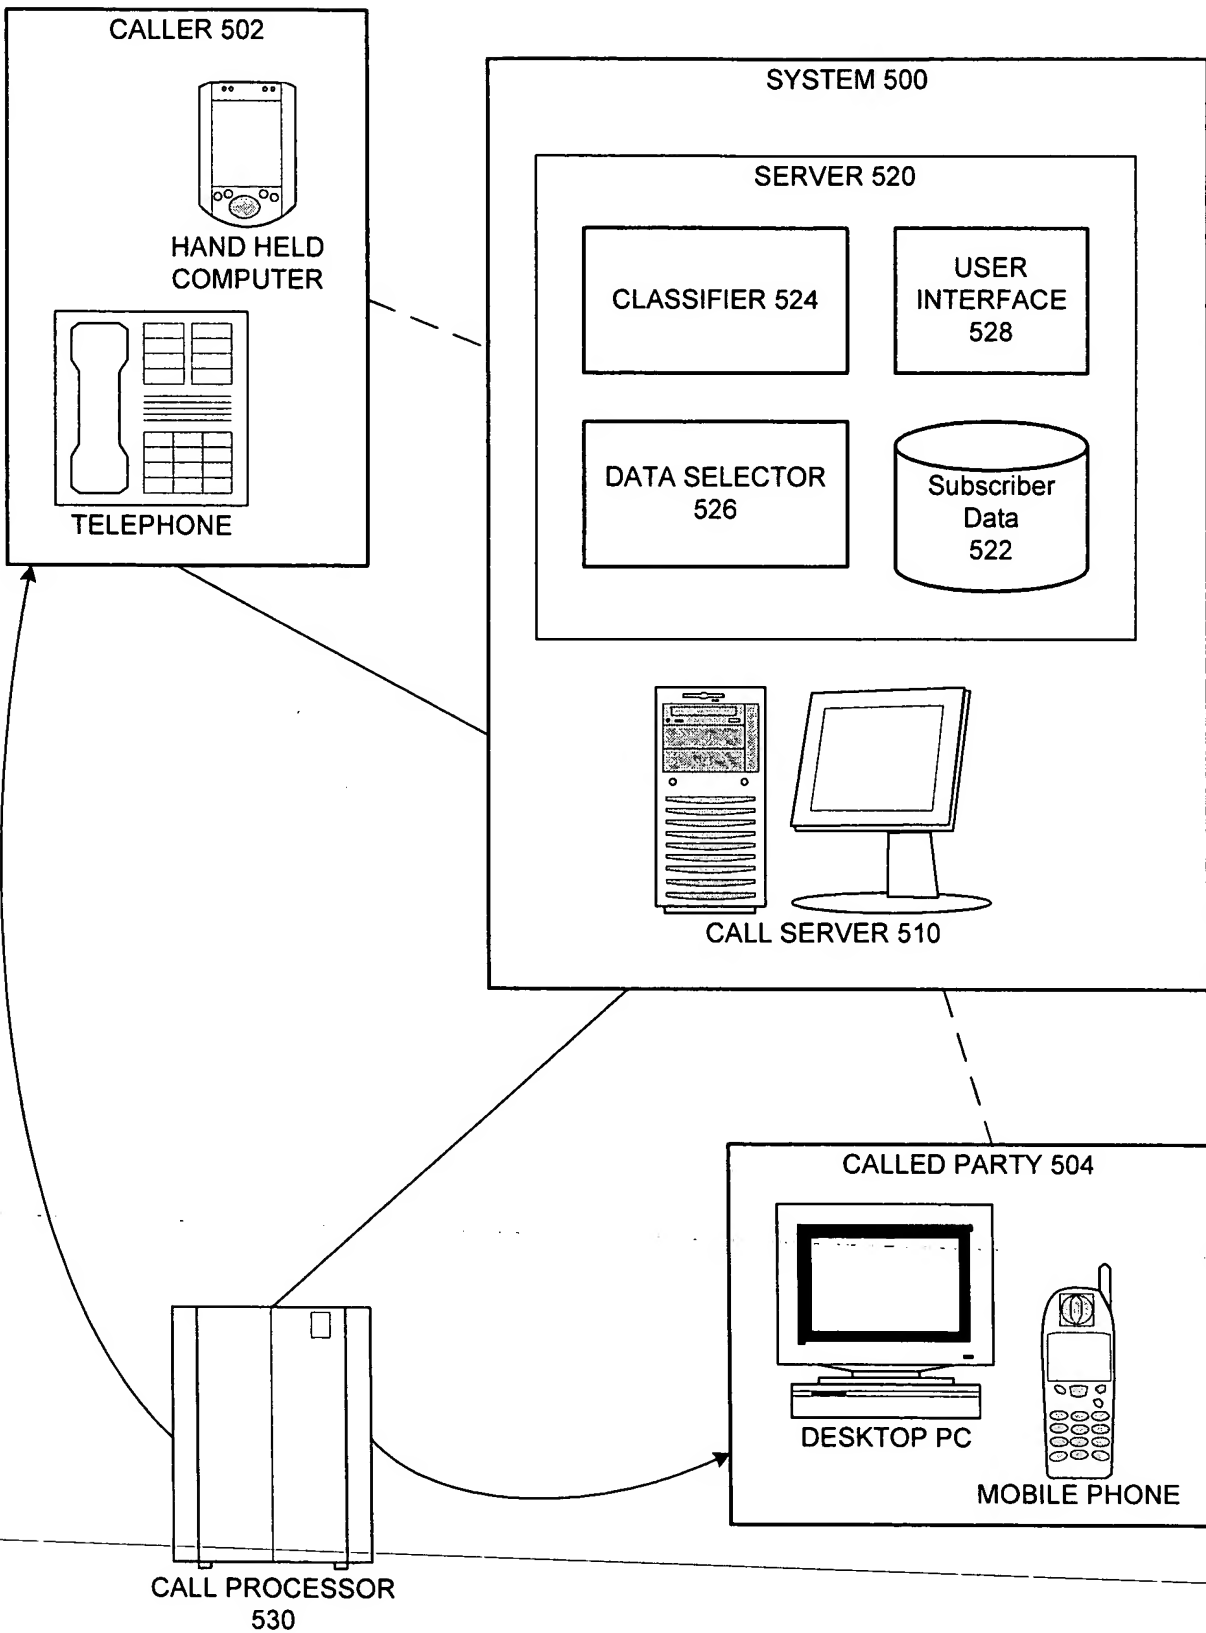 CALLER 502
HAND HELD
COMPUTER
TELEPHONE
SYSTEM 500
SERVER 520
CLASSIFIER 524
USER
INTERFACE
528
DATA SELECTOR
526
Subscriber
Data
522
CALL SERVER 510
CALLED PARTY 504
DESKTOP PC
MOBILE PHONE
CALL PROCESSOR
530